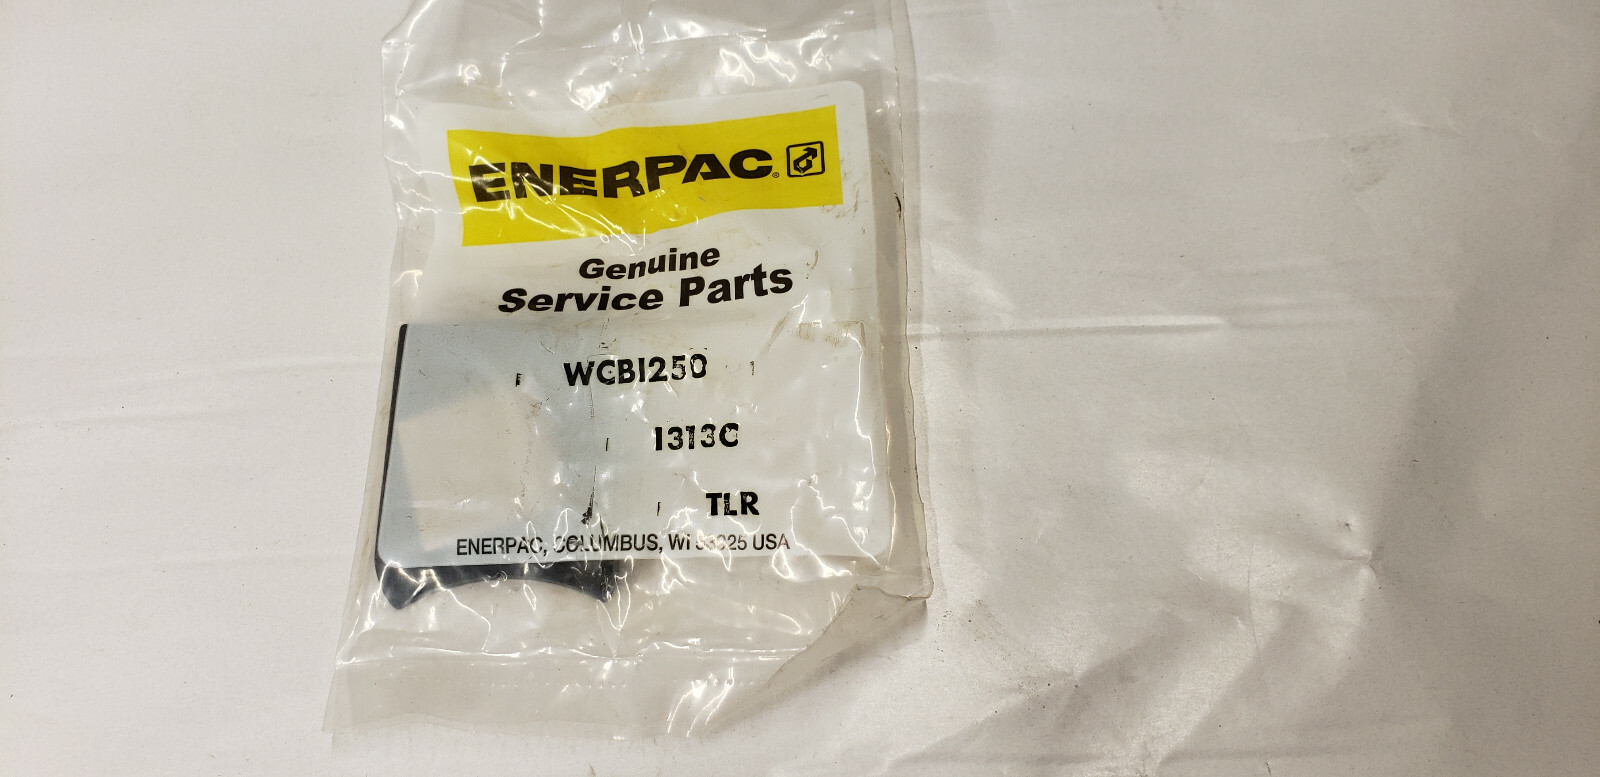 ENERPAC®
Genuine
Service Parts
WCB1250
1313C
TLR
ENERPAC, COLUMBUS, WI USA